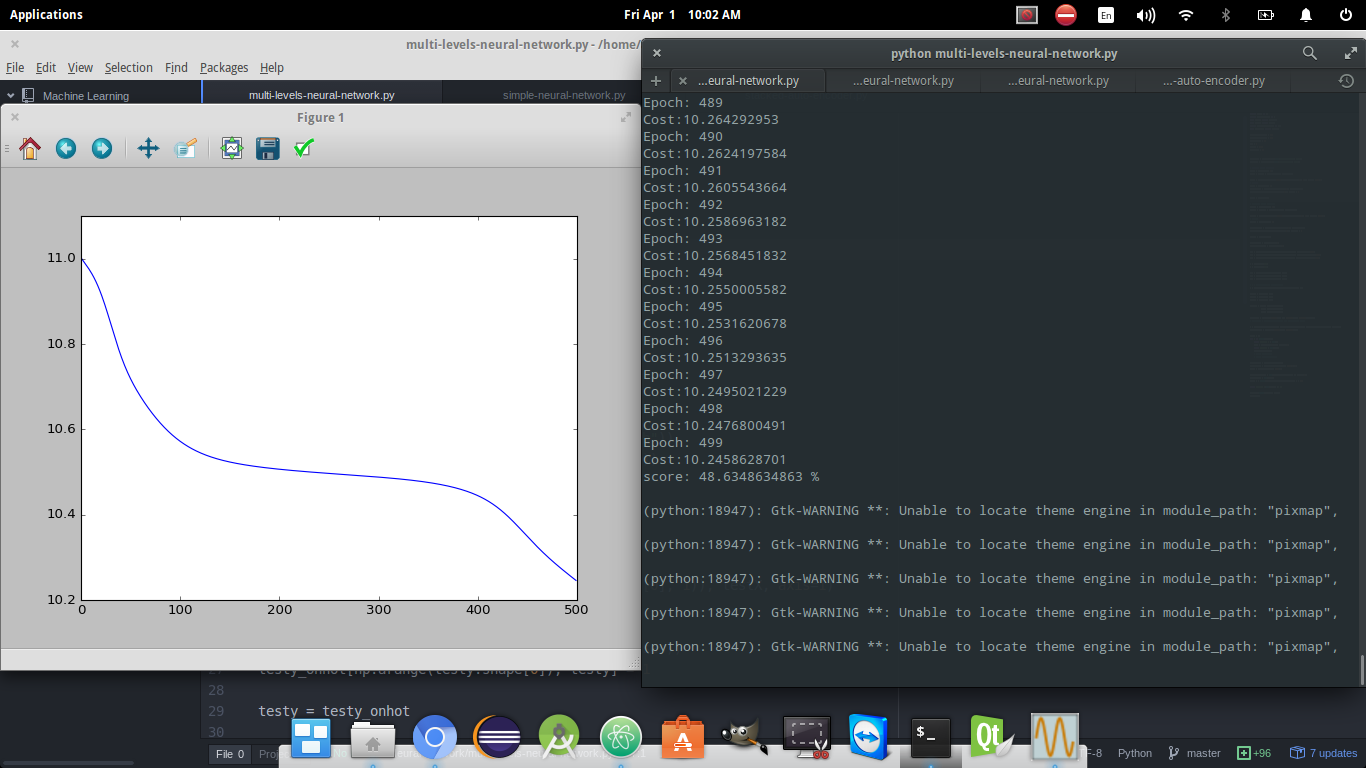 Applications
Fri Apr 1 10:02 AM
En
multi-levels-neural-network.py - /home/
File Edit View Selection Find Packages Help
Machine Learning
multi-levels-neural-network.py
simple-neural-network.py
Figure 1
11.0
10.8
10.6
10.4
10.2
0 100 200 300 400 500
python multi-levels-neural-network.py
...eural-network.py
...eural-network.py
...eural-network.py
...-auto-encoder.py
Epoch: 489
Cost:10.264292953
Epoch: 490
Cost:10.2624197584
Epoch: 491
Cost:10.2605543664
Epoch: 492
Cost:10.2586963182
Epoch: 493
Cost:10.2568451832
Epoch: 494
Cost:10.2550005582
Epoch: 495
Cost:10.2531620678
Epoch: 496
Cost:10.2513293635
Epoch: 497
Cost:10.2495021229
Epoch: 498
Cost:10.2476800491
Epoch: 499
Cost:10.2458628701
score: 48.6348634863 %
(python:18947): Gtk-WARNING **: Unable to locate theme engine in module_path: "pixmap",
(python:18947): Gtk-WARNING **: Unable to locate theme engine in module_path: "pixmap",
(python:18947): Gtk-WARNING **: Unable to locate theme engine in module_path: "pixmap",
(python:18947): Gtk-WARNING **: Unable to locate theme engine in module_path: "pixmap",
(python:18947): Gtk-WARNING **: Unable to locate theme engine in module_path: "pixmap",
28
29 testy = testy_onhot
30
File 0
$_
Qt
F-8 Python master +96 7 updates